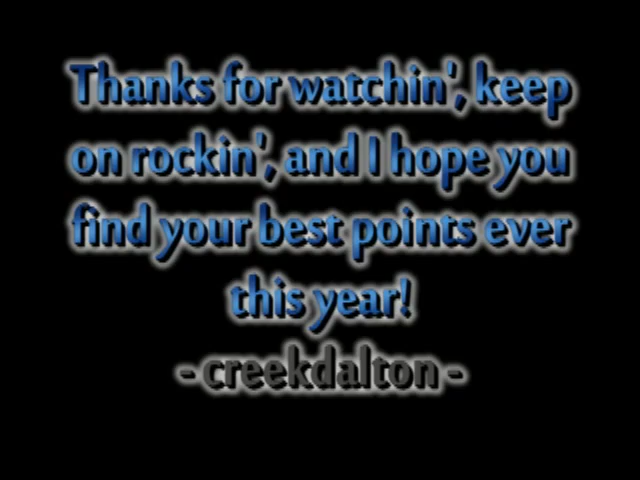 Thanks for watchin', keep
on rockin', and I hope you
find your best points ever
this year!
- creekdalton -